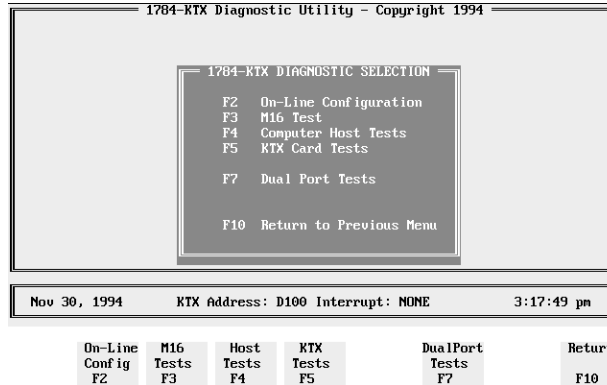 1784-KTX Diagnostic Utility - Copyright 1994
1784-KTX DIAGNOSTIC SELECTION
F2 On-Line Configuration
F3 M16 Test
F4 Computer Host Tests
F5 KTX Card Tests
F7 Dual Port Tests
F10 Return to Previous Menu
Nov 30, 1994 KTX Address: D100 Interrupt: NONE 3:17:49 pm
On-Line M16 Host KTX DualPort Retur
Config Tests Tests Tests Tests
F2 F3 F4 F5 F7 F10